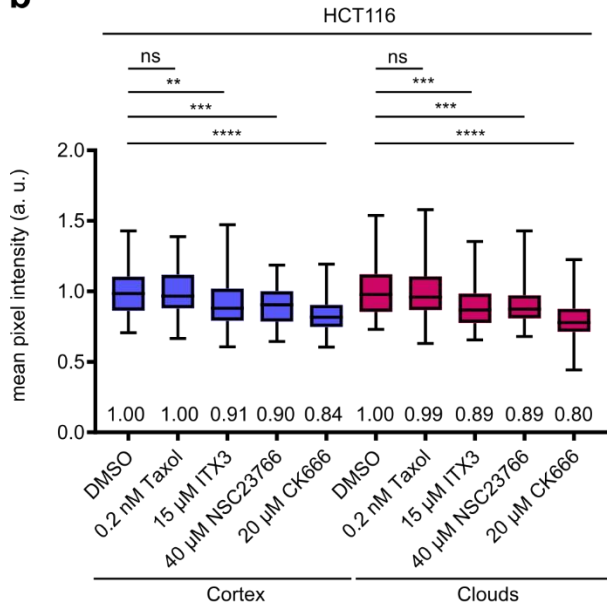 b
HCT116
ns
ns
**
***
***
***
****
****
mean pixel intensity (a. u.)
2.0
1.5
1.0
0.5
0.0
1.00 1.00 0.91 0.90 0.84 1.00 0.99 0.89 0.89 0.80
DMSO
0.2 nM Taxol
15 µM ITX3
40 µM NSC23766
20 µM CK666
DMSO
0.2 nM Taxol
15 µM ITX3
40 µM NSC23766
20 µM CK666
Cortex
Clouds